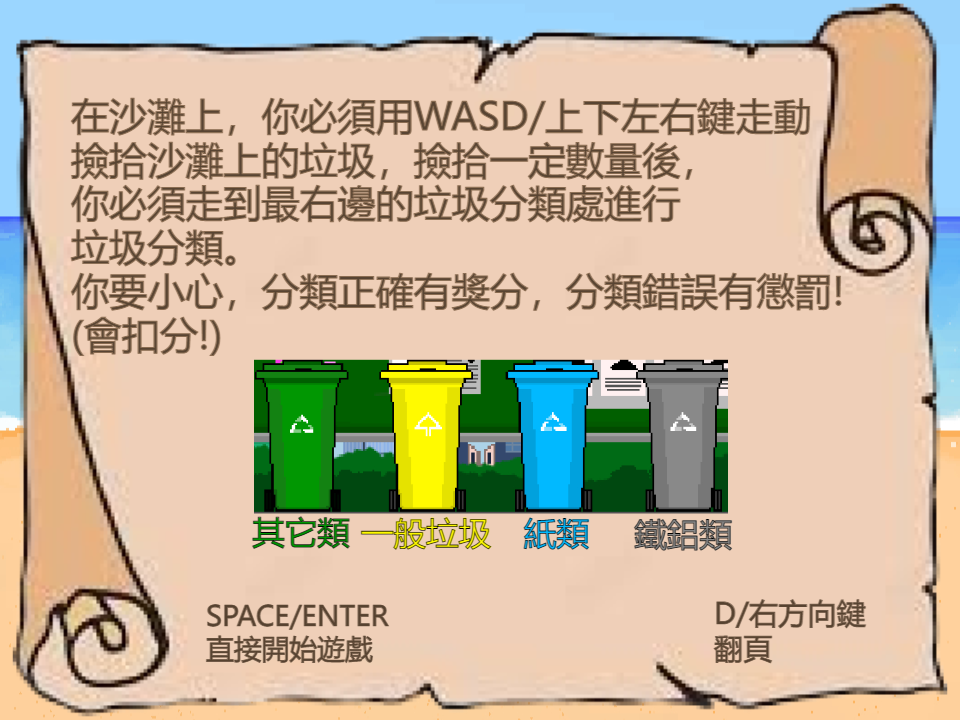 在沙灘上，你必須用WASD/上下左右鍵走動
撿拾沙灘上的垃圾，撿拾一定數量後，
你必須走到最右邊的垃圾分類處進行
垃圾分類。
你要小心，分類正確有獎分，分類錯誤有懲罰!
(會扣分!)
其它類 一般垃圾 紙類 鐵鋁類
SPACE/ENTER
直接開始遊戲
D/右方向鍵
翻頁